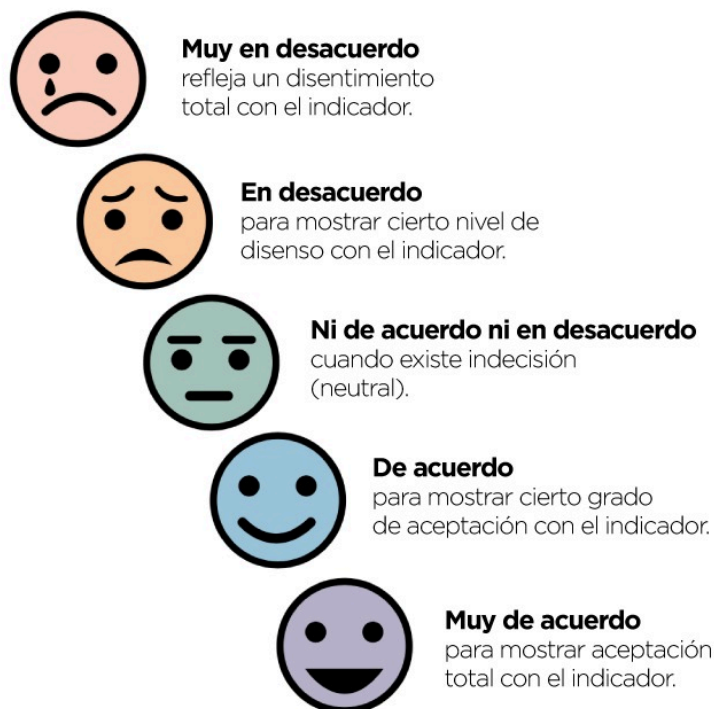 Muy en desacuerdo
refleja un disentimiento
total con el indicador.
En desacuerdo
para mostrar cierto nivel de
disenso con el indicador.
Ni de acuerdo ni en desacuerdo
cuando existe indecisión
(neutral).
De acuerdo
para mostrar cierto grado
de aceptación con el indicador.
Muy de acuerdo
para mostrar aceptación
total con el indicador.